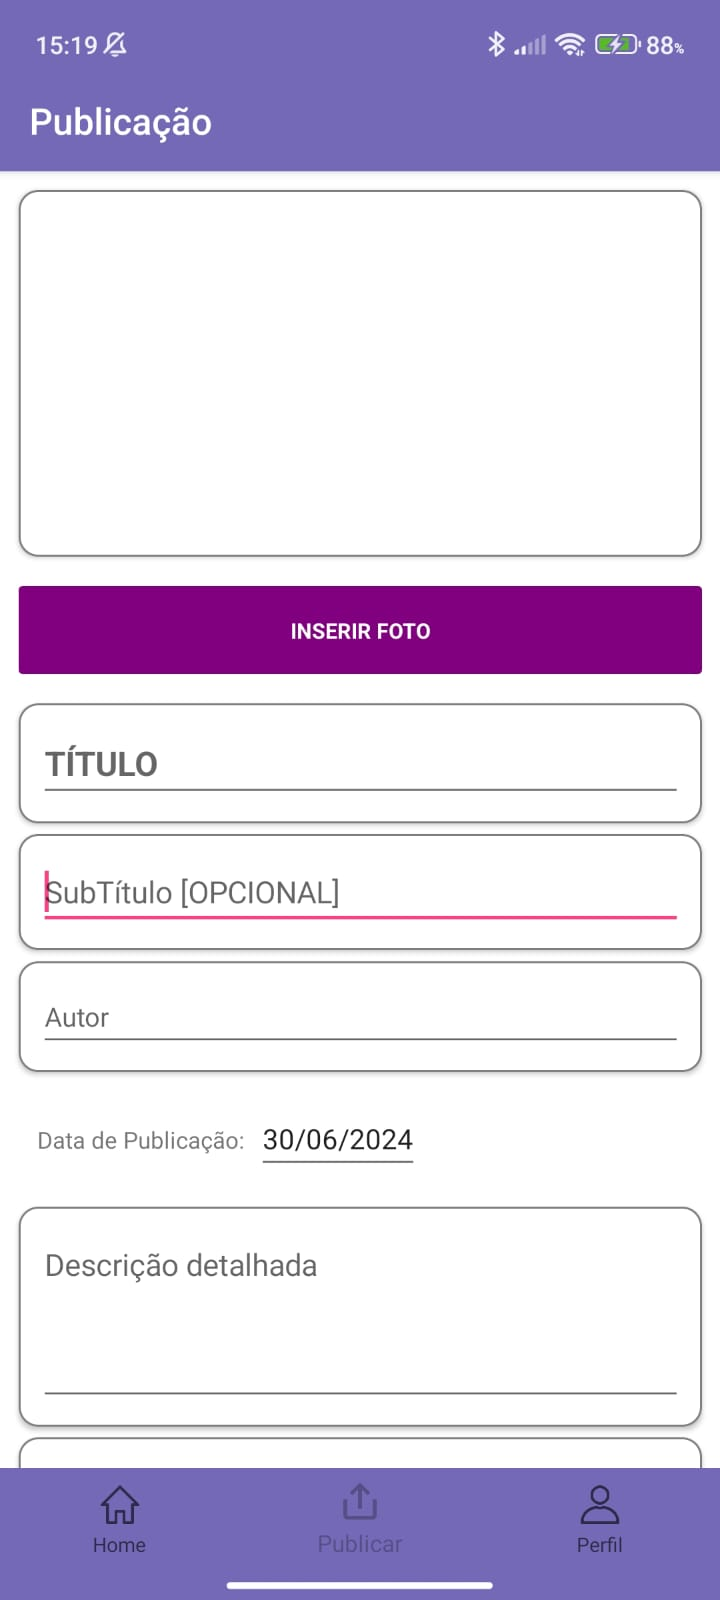 15:19 88%
Publicação
INSERIR FOTO
TÍTULO
SubTítulo [OPCIONAL]
Autor
Data de Publicação: 30/06/2024
Descrição detalhada
Home Publicar Perfil